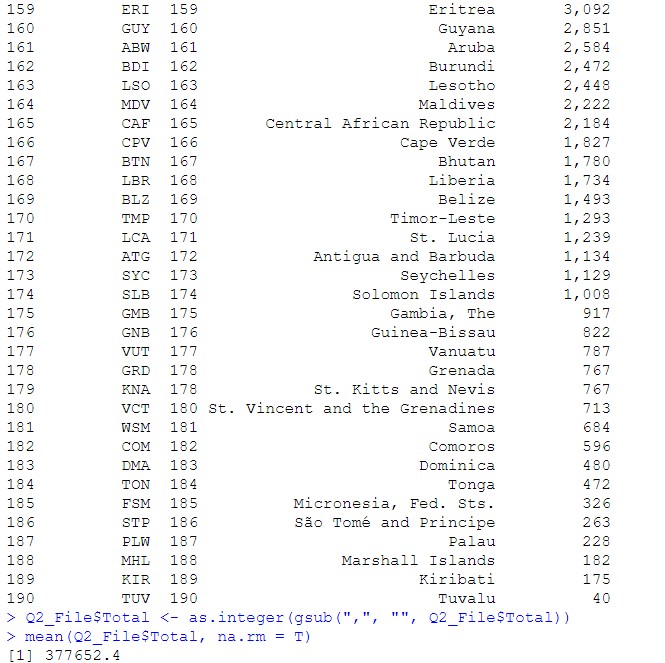 159 ERI 159 Eritrea 3,092
160 GUY 160 Guyana 2,851
161 ABW 161 Aruba 2,584
162 BDI 162 Burundi 2,472
163 LSO 163 Lesotho 2,448
164 MDV 164 Maldives 2,222
165 CAF 165 Central African Republic 2,184
166 CPV 166 Cape Verde 1,827
167 BTN 167 Bhutan 1,780
168 LBR 168 Liberia 1,734
169 BLZ 169 Belize 1,493
170 TMP 170 Timor-Leste 1,293
171 LCA 171 St. Lucia 1,239
172 ATG 172 Antigua and Barbuda 1,134
173 SYC 173 Seychelles 1,129
174 SLB 174 Solomon Islands 1,008
175 GMB 175 Gambia, The 917
176 GNB 176 Guinea-Bissau 822
177 VUT 177 Vanuatu 787
178 GRD 178 Grenada 767
179 KNA 178 St. Kitts and Nevis 767
180 VCT 180 St. Vincent and the Grenadines 713
181 WSM 181 Samoa 684
182 COM 182 Comoros 596
183 DMA 183 Dominica 480
184 TON 184 Tonga 472
185 FSM 185 Micronesia, Fed. Sts. 326
186 STP 186 São Tomé and Principe 263
187 PLW 187 Palau 228
188 MHL 188 Marshall Islands 182
189 KIR 189 Kiribati 175
190 TUV 190 Tuvalu 40
> Q2_File$Total <- as.integer(gsub(",", "", Q2_File$Total))
> mean(Q2_File$Total, na.rm = T)
[1] 377652.4